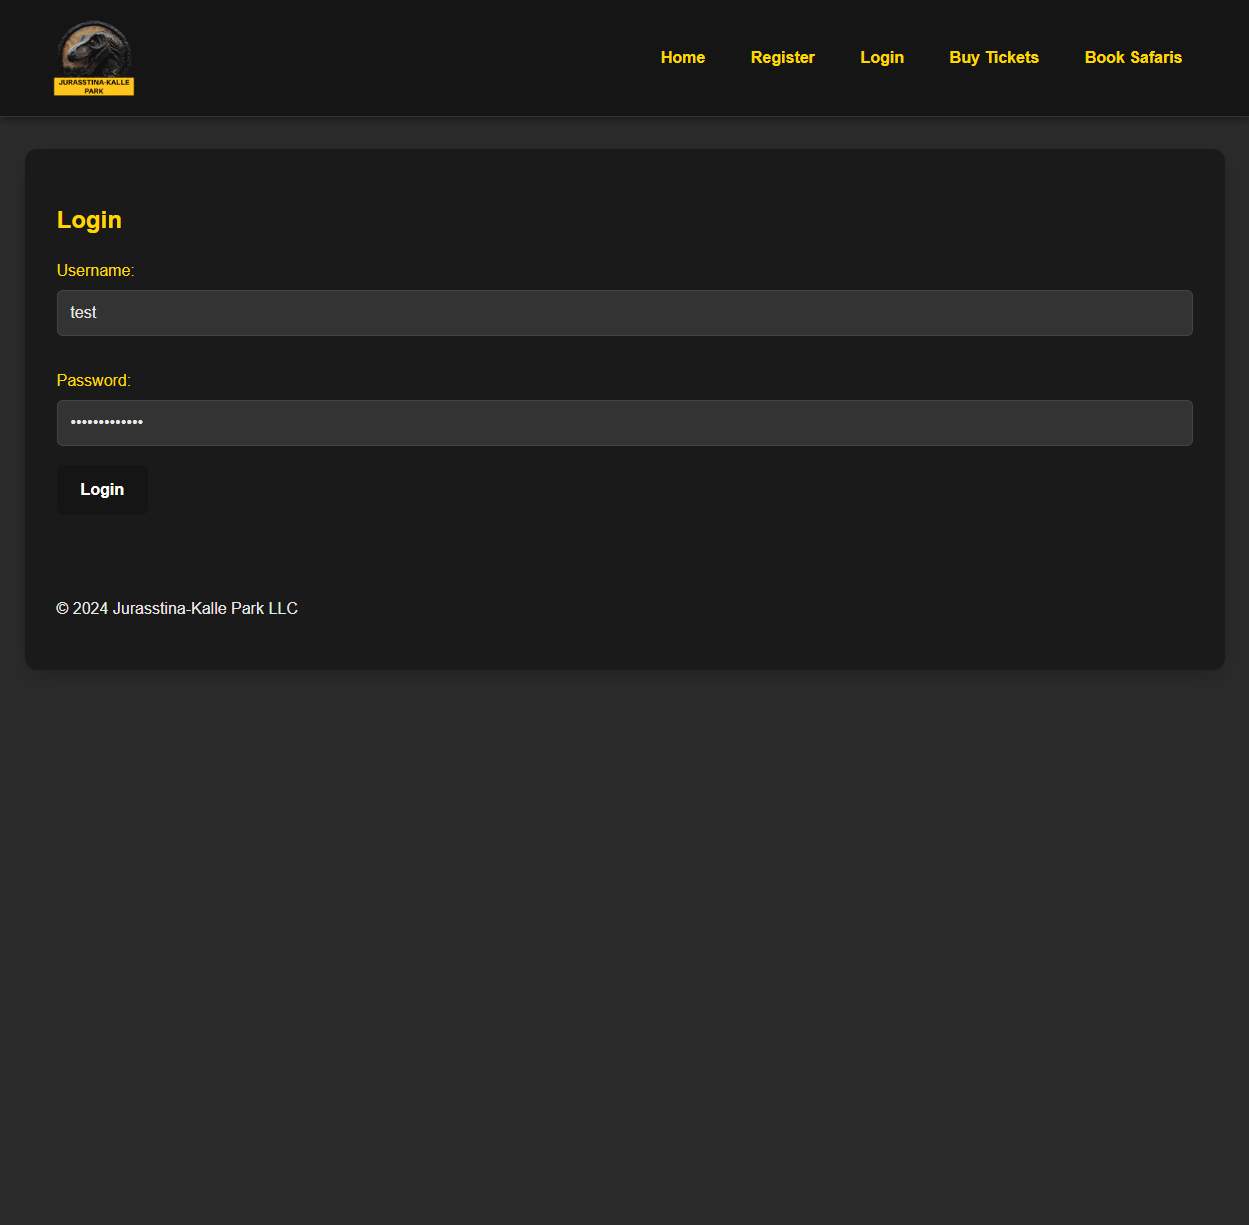 JURASSTINA-KALLE
PARK
Home Register Login Buy Tickets Book Safaris
Login
Username:
test
Password:
•••••••••••••
Login
© 2024 Jurasstina-Kalle Park LLC